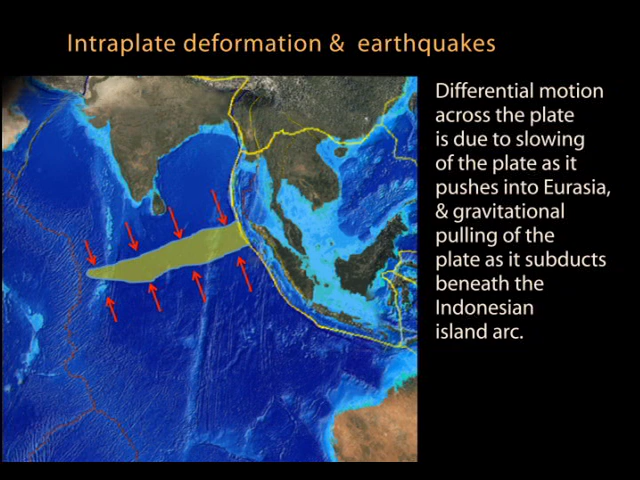 Intraplate deformation & earthquakes
Differential motion
across the plate
is due to slowing
of the plate as it
pushes into Eurasia,
& gravitational
pulling of the
plate as it subducts
beneath the
Indonesian
island arc.